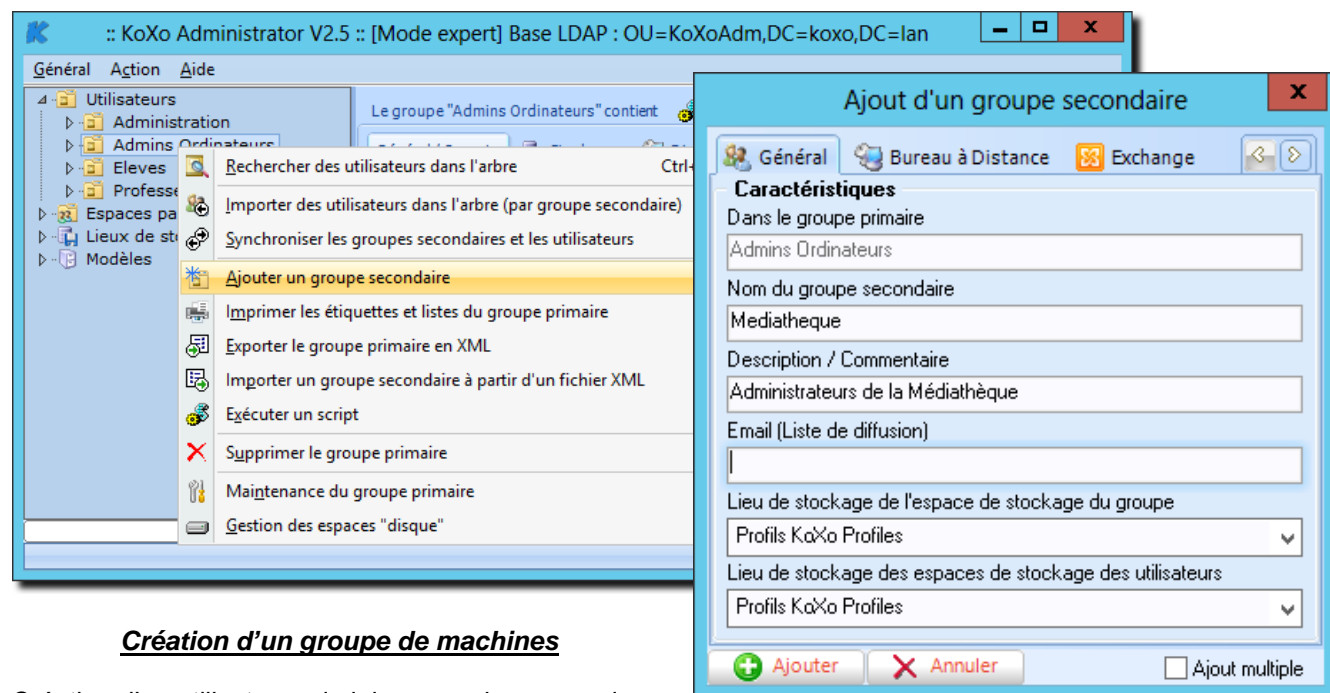 :: KoXo Administrator V2.5 :: [Mode expert] Base LDAP : OU=KoXoAdm,DC=koxo,DC=lan
Général Action Aide
Utilisateurs
Administration
Admins Ordinateurs
Eleves
Professe
Espaces pa
Lieux de sto
Modèles
Le groupe "Admins Ordinateurs" contient
Rechercher des utilisateurs dans l'arbre Ctrl+
Importer des utilisateurs dans l'arbre (par groupe secondaire)
Synchroniser les groupes secondaires et les utilisateurs
Ajouter un groupe secondaire
Imprimer les étiquettes et listes du groupe primaire
Exporter le groupe primaire en XML
Importer un groupe secondaire à partir d'un fichier XML
Exécuter un script
Supprimer le groupe primaire
Maintenance du groupe primaire
Gestion des espaces "disque"
Ajout d'un groupe secondaire
Général Bureau à Distance Exchange
Caractéristiques
Dans le groupe primaire
Admins Ordinateurs
Nom du groupe secondaire
Mediatheque
Description / Commentaire
Administrateurs de la Médiathèque
Email (Liste de diffusion)
Lieu de stockage de l'espace de stockage du groupe
Profils KoXo Profiles
Lieu de stockage des espaces de stockage des utilisateurs
Profils KoXo Profiles
Ajouter Annuler Ajout multiple
Création d'un groupe de machines